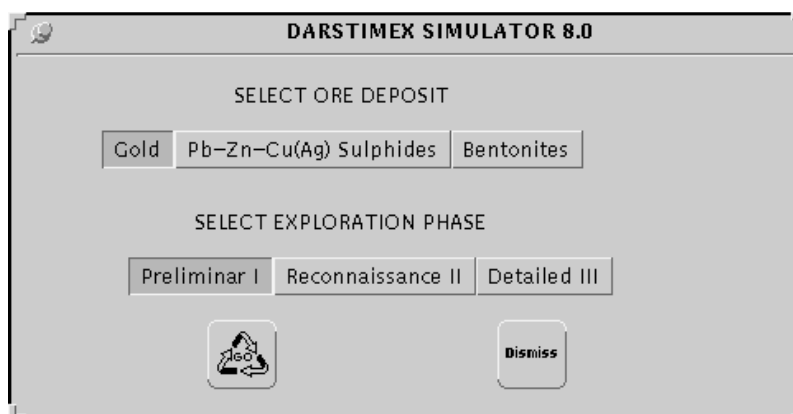 DARSTIMEX SIMULATOR 8.0
SELECT ORE DEPOSIT
Gold Pb-Zn-Cu(Ag) Sulphides Bentonites
SELECT EXPLORATION PHASE
Preliminar I Reconnaissance II Detailed III
GO Dismiss